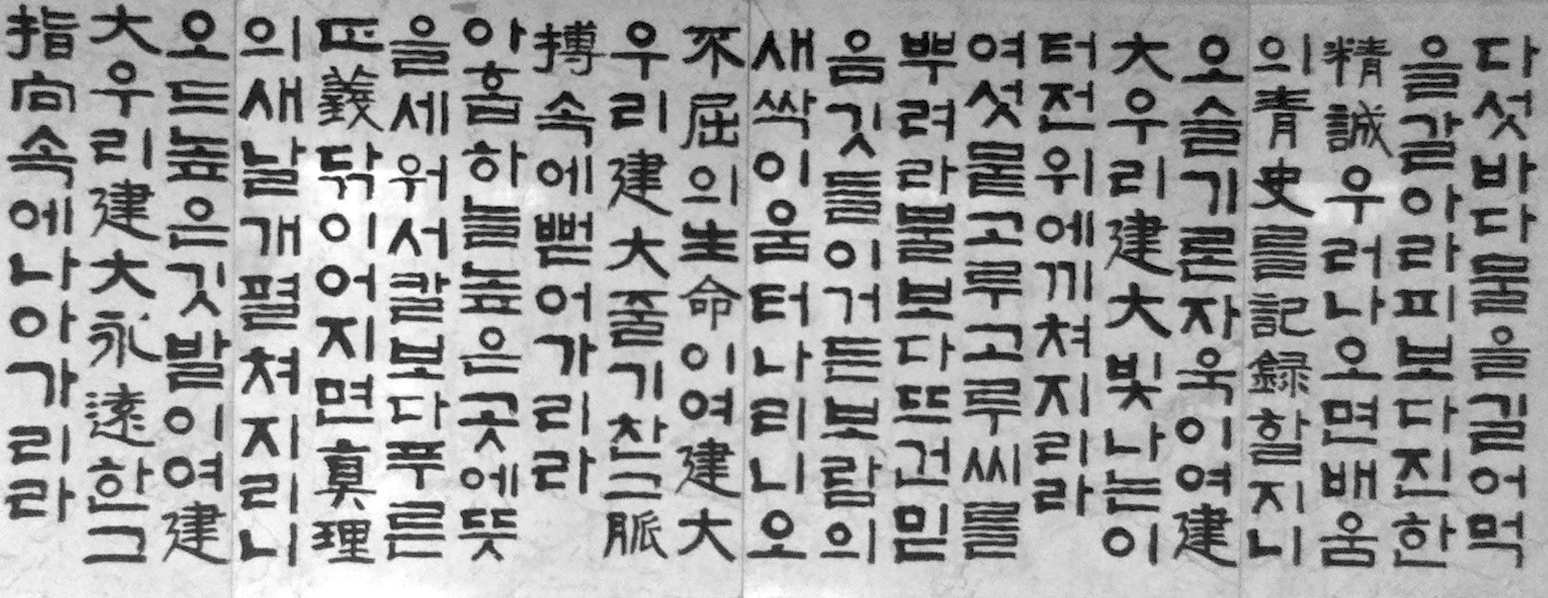 다섯바다물을길어먹
을갈아라피보다진한
精誠우러나오면배움
의青史를記録할지니
오슬기론자욱이여建
大우리建大빛나는이
터전위에끼쳐지리라
여섯뭍고루고루씨를
뿌려라불보다뜨건믿
음깃들이거든보람의
새싹이움터나리니오
不屈의生命이여建大
우리建大줄기찬그脈
搏속에뻗어가리라
아홉하늘높은곳에뜻
을세워서칼보다푸른
正義닦이어지면真理
의새날개펼쳐지리니
오드높은깃발이여建
大우리建大永遠한그
指向속에나아가리라